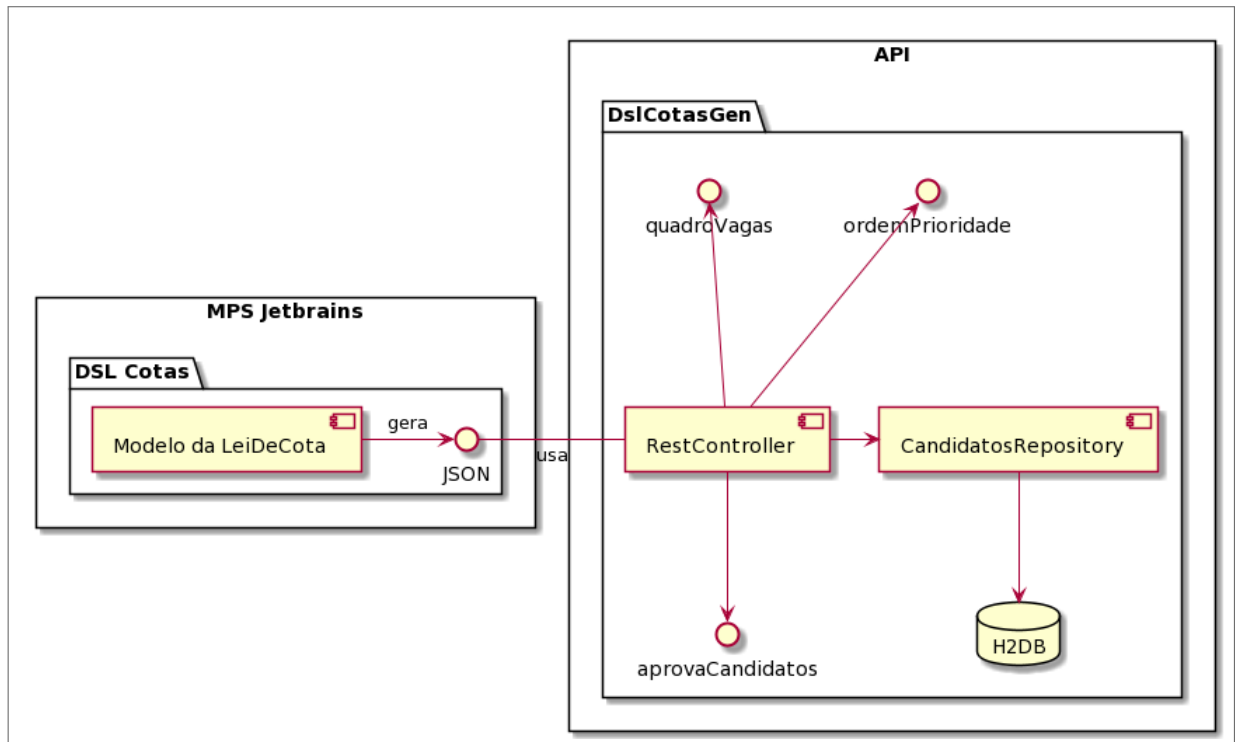 API
DslCotasGen
quadroVagas
ordemPrioridade
MPS Jetbrains
DSL Cotas
Modelo da LeiDeCota
gera
JSON
usa
RestController
CandidatosRepository
aprovaCandidatos
H2DB